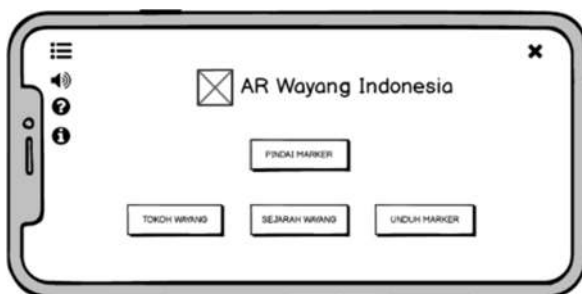 AR Wayang Indonesia
PINDAI MARKER
TOKOH WAYANG
SEJARAH WAYANG
UNDUH MARKER